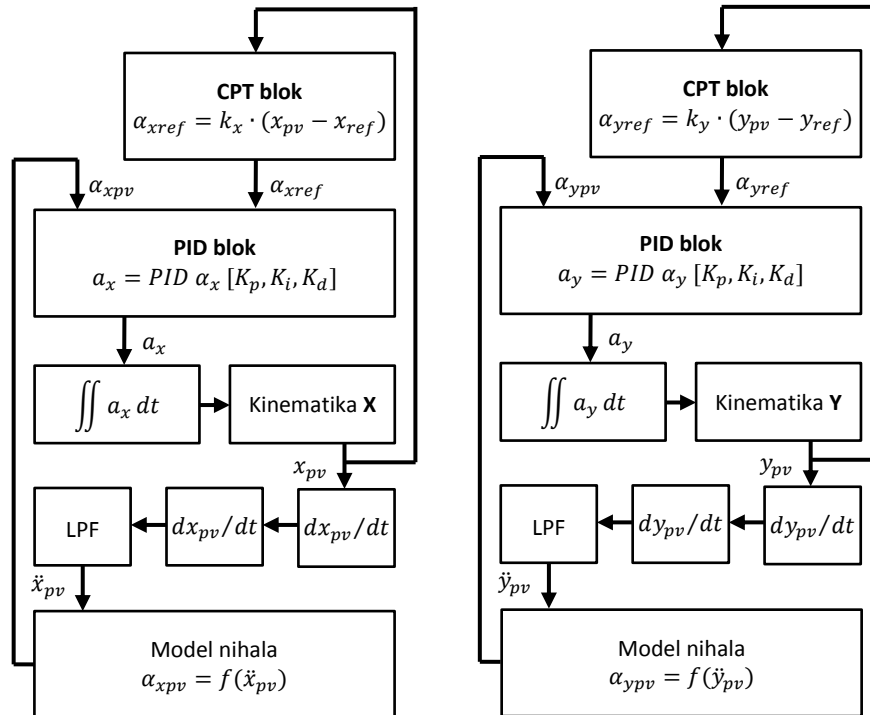 CPT blok
α_xref = k_x · (x_pv − x_ref)
α_xpv
α_xref
PID blok
a_x = PID α_x [K_p, K_i, K_d]
a_x
∬ a_x dt
Kinematika X
x_pv
LPF
dx_pv/dt
dx_pv/dt
ẍ_pv
Model nihala
α_xpv = f(ẍ_pv)
CPT blok
α_yref = k_y · (y_pv − y_ref)
α_ypv
α_yref
PID blok
a_y = PID α_y [K_p, K_i, K_d]
a_y
∬ a_y dt
Kinematika Y
y_pv
LPF
dy_pv/dt
dy_pv/dt
ÿ_pv
Model nihala
α_ypv = f(ÿ_pv)